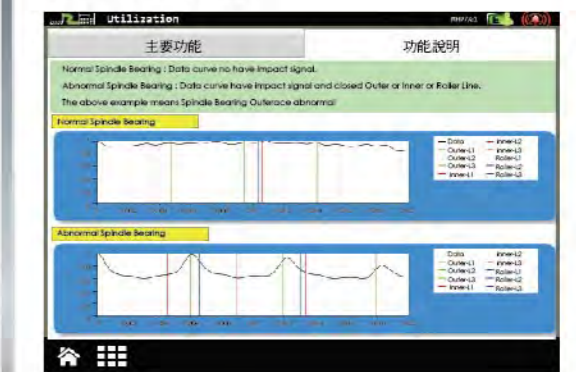 Utilization
主要功能
功能說明
Normal Spindle Bearing : Data curve no have impact signal.
Abnormal Spindle Bearing : Data curve have impact signal and closed Outer or Inner or Roller Line.
The above example means Spindle Bearing Outerace abnormal
Normal Spindle Bearing
Data
Inner-L2
Outer-L1
Inner-L3
Outer-L2
Roller-L1
Outer-L3
Roller-L2
Inner-L1
Roller-L3
Abnormal Spindle Bearing
Data
Inner-L2
Outer-L1
Inner-L3
Outer-L2
Roller-L1
Outer-L3
Roller-L2
Inner-L1
Roller-L3